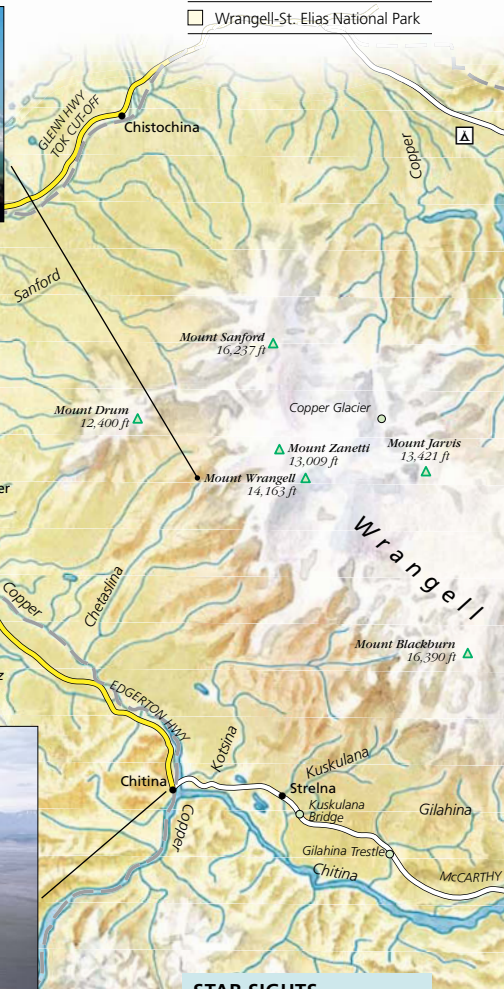 Wrangell-St. Elias National Park
GLENN HWY
TOK CUT-OFF
Chistochina
Copper
Sanford
Mount Sanford
16,237 ft
Copper Glacier
Mount Drum
12,400 ft
Mount Zanetti
13,009 ft
Mount Jarvis
13,421 ft
Mount Wrangell
14,163 ft
er
Wrangell
Copper
Chetaslina
Mount Blackburn
16,390 ft
z
EDGERTON HWY
Kotsina
Kuskulana
Chitina
Strelna
Kuskulana
Bridge
Gilahina
Copper
Gilahina Trestle
Chitina
McCARTHY
STAR SIGHTS